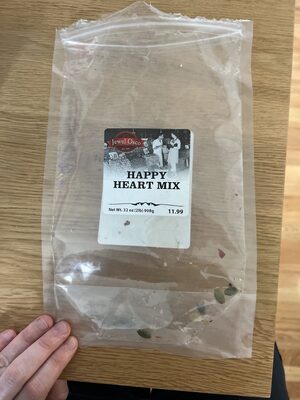 Jewel Osco
HAPPY
HEART MIX
Net Wt. 32 oz (2lb) 908g 11.99